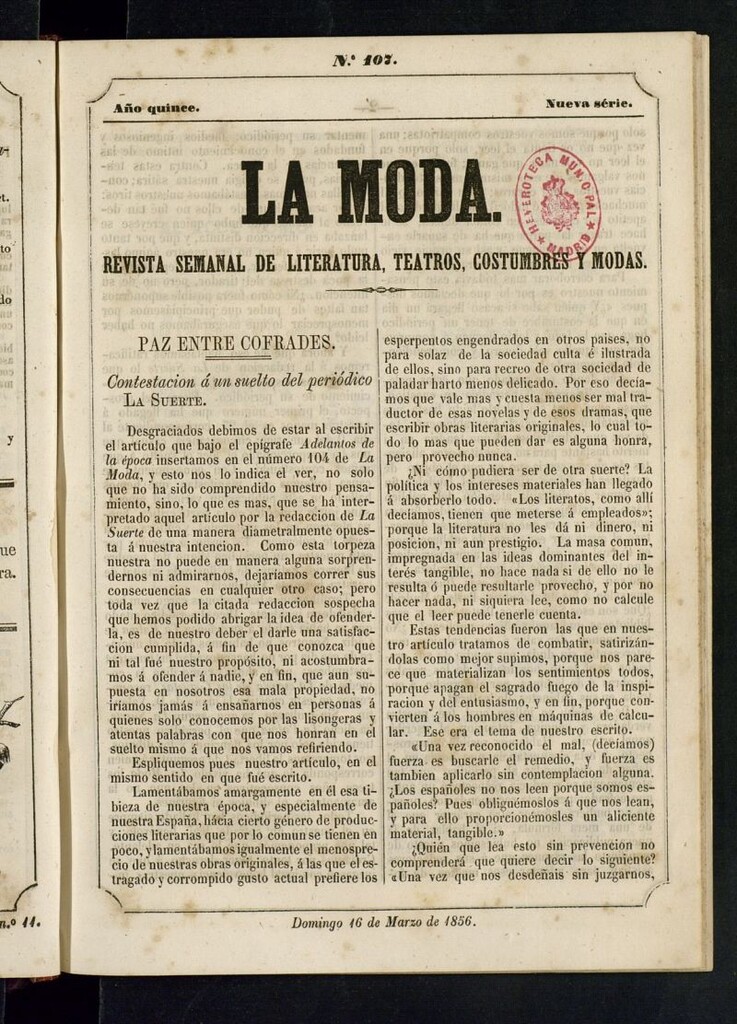 N.º 107.
Año quince.
Nueva série.
LA MODA.
HEMEROTECA MUNICIPAL
MADRID
REVISTA SEMANAL DE LITERATURA, TEATROS, COSTUMBRES Y MODAS.
PAZ ENTRE COFRADES.
Contestacion á un suelto del periódico
LA SUERTE.
Desgraciados debimos de estar al escribir
el artículo que bajo el epígrafe Adelantos de
la época insertamos en el número 104 de La
Moda, y esto nos lo indica el ver, no solo
que no ha sido comprendido nuestro pensa-
miento, sino, lo que es mas, que se ha inter-
pretado aquel artículo por la redaccion de La
Suerte de una manera diametralmente opues-
ta á nuestra intencion. Como esta torpeza
nuestra no puede en manera alguna sorpren-
dernos ni admirarnos, dejaríamos correr sus
consecuencias en cualquier otro caso; pero
toda vez que la citada redaccion sospecha
que hemos podido abrigar la idea de ofender-
la, es de nuestro deber el darle una satisfac-
cion cumplida, á fin de que conozca que
ni tal fué nuestro propósito, ni acostumbra-
mos á ofender á nadie, y en fin, que aun su-
puesta en nosotros esa mala propiedad, no
iríamos jamás á ensañarnos en personas á
quienes solo conocemos por las lisongeras y
atentas palabras con que nos honran en el
suelto mismo á que nos vamos refiriendo.
Espliquemos pues nuestro artículo, en el
mismo sentido en que fué escrito.
Lamentábamos amargamente en él esa ti-
bieza de nuestra época, y especialmente de
nuestra España, hácia cierto género de produc-
ciones literarias que por lo comun se tienen en
poco, y lamentábamos igualmente el menospre-
cio de nuestras obras originales, á las que el es-
tragado y corrompido gusto actual prefiere los
esperpentos engendrados en otros paises, no
para solaz de la sociedad culta é ilustrada
de ellos, sino para recreo de otra sociedad de
paladar harto menos delicado. Por eso decía-
mos que vale mas y cuesta menos ser mal tra-
ductor de esas novelas y de esos dramas, que
escribir obras literarias originales, lo cual to-
do lo mas que pueden dar es alguna honra,
pero provecho nunca.
¿Ni cómo pudiera ser de otra suerte? La
política y los intereses materiales han llegado
á absorberlo todo. «Los literatos, como allí
decíamos, tienen que meterse á empleados»;
porque la literatura no les dá ni dinero, ni
posicion, ni aun prestigio. La masa comun,
impregnada en las ideas dominantes del in-
terés tangible, no hace nada si de ello no le
resulta ó puede resultarle provecho, y por no
hacer nada, ni siquiera lee, como no calcule
que el leer puede tenerle cuenta.
Estas tendencias fueron las que en nues-
tro artículo tratamos de combatir, satirizán-
dolas como mejor supimos, porque nos pare-
ce que materializan los sentimientos todos,
porque apagan el sagrado fuego de la inspi-
racion y del entusiasmo, y en fin, porque con-
vierten á los hombres en máquinas de calcu-
lar. Ese era el tema de nuestro escrito.
«Una vez reconocido el mal, (decíamos)
fuerza es buscarle el remedio, y fuerza es
tambien aplicarlo sin contemplacion alguna.
¿Los españoles no nos leen porque somos es-
pañoles? Pues obliguémoslos á que nos lean,
y para ello proporcionémosles un aliciente
material, tangible.»
¿Quién que lea esto sin prevencion no
comprenderá que quiere decir lo siguiente?
«Una vez que nos desdeñais sin juzgarnos,
Domingo 16 de Marzo de 1856.
n.º 11.